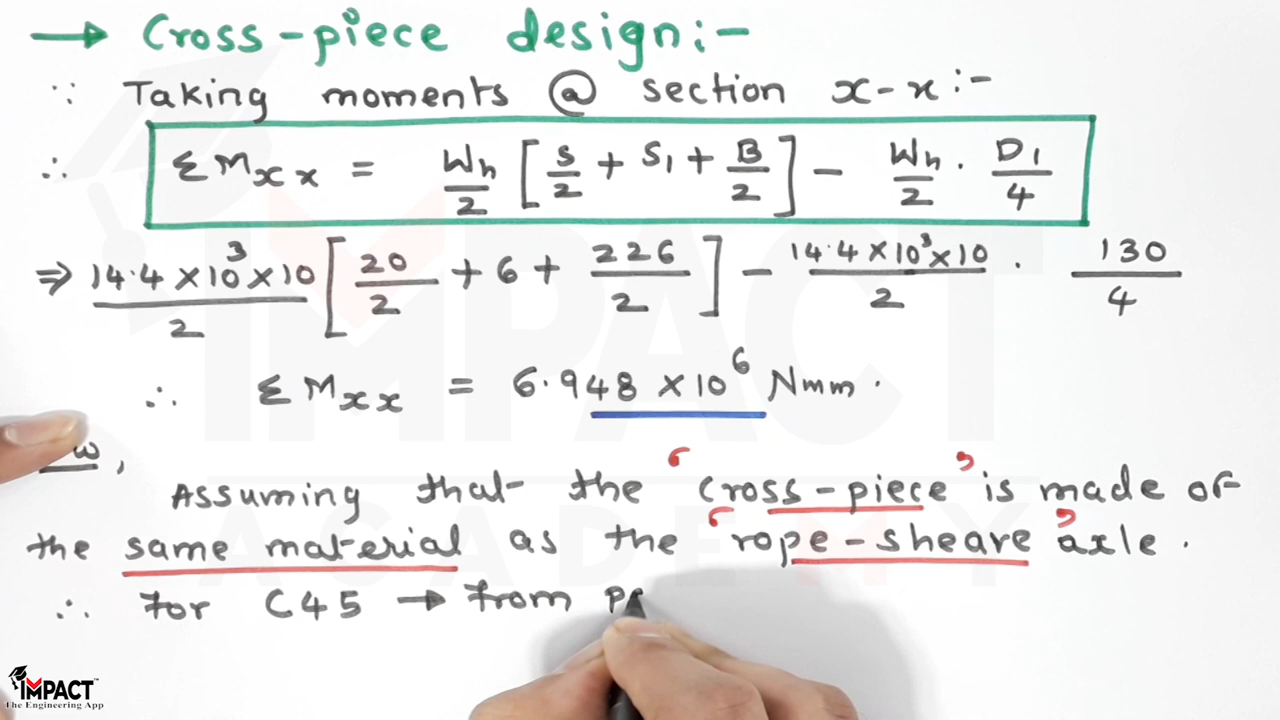 → Cross-piece design:-
∵ Taking moments @ section x-x:-
∴ ΣMxx = Wh/2 [S/2 + S1 + B/2] - Wh/2 . D1/4
⇒ 14.4 × 10³ × 10/2 [20/2 + 6 + 226/2] - 14.4 × 10³ × 10/2 . 130/4
∴ ΣMxx = 6.948 × 10⁶ Nmm.
Assuming that the 'cross-piece' is made of
the same material as the 'rope-sheave' axle.
∴ for C45 → from
IMPACT
The Engineering App
IMPACT
ACADEMY